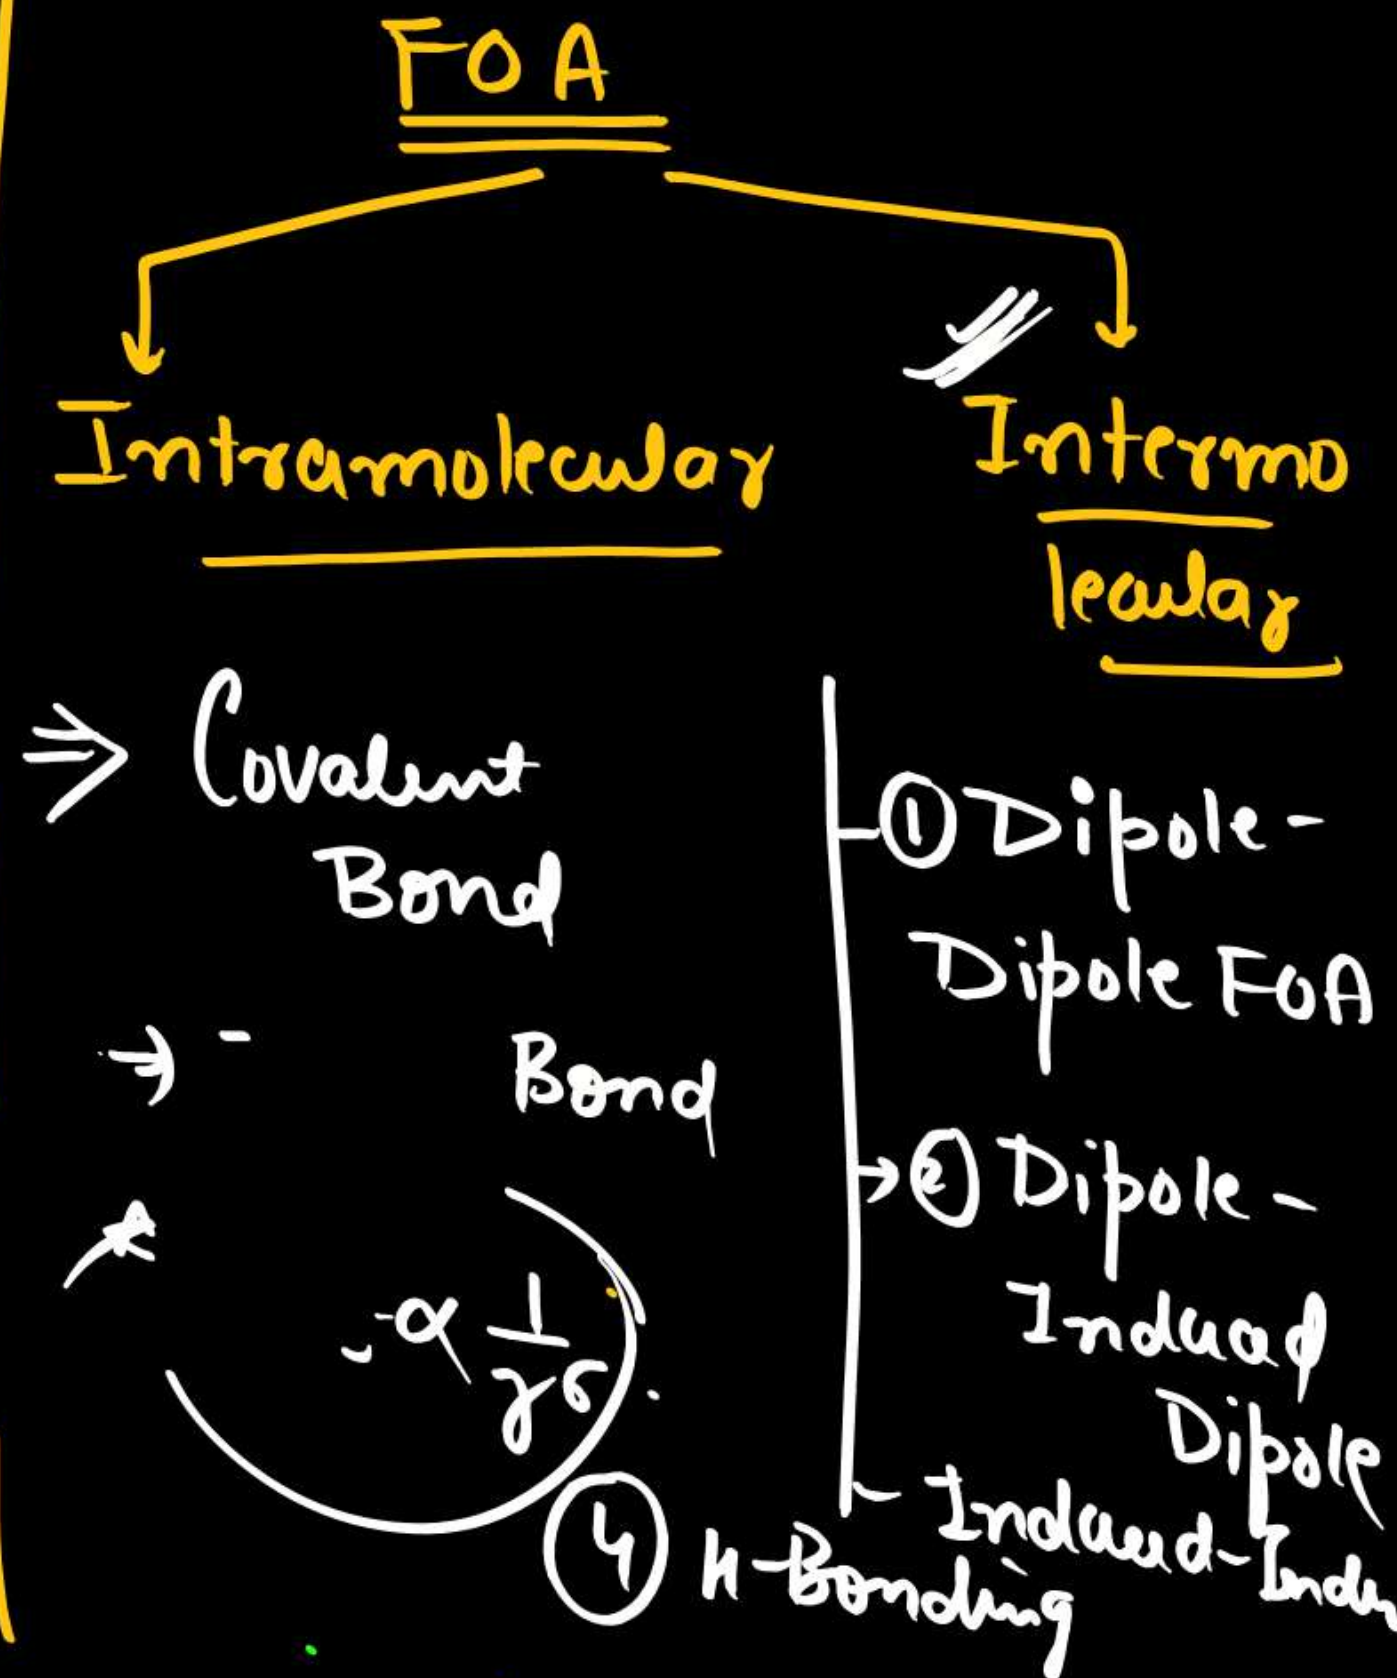 FOA
Intramolecular
Intermo
lecular
Covalent
Bond
- Bond
∝ 1/r6
① Dipole-
Dipole FOA
② Dipole-
Induced
Dipole
- Induced-Indu
④ H-Bonding